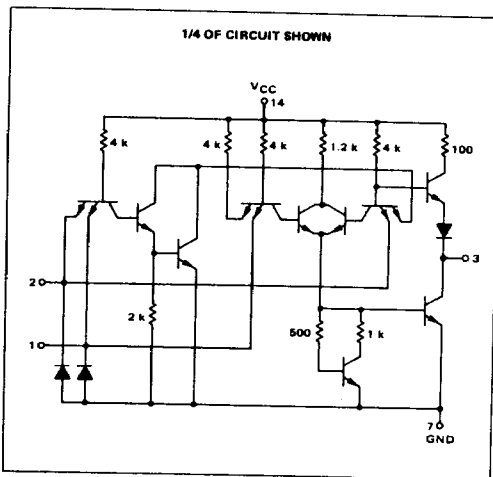 1/4 OF CIRCUIT SHOWN
VCC
14
4 k
4 k
4 k
1.2 k
4 k
100
3
2
2 k
500
1 k
1
7
GND